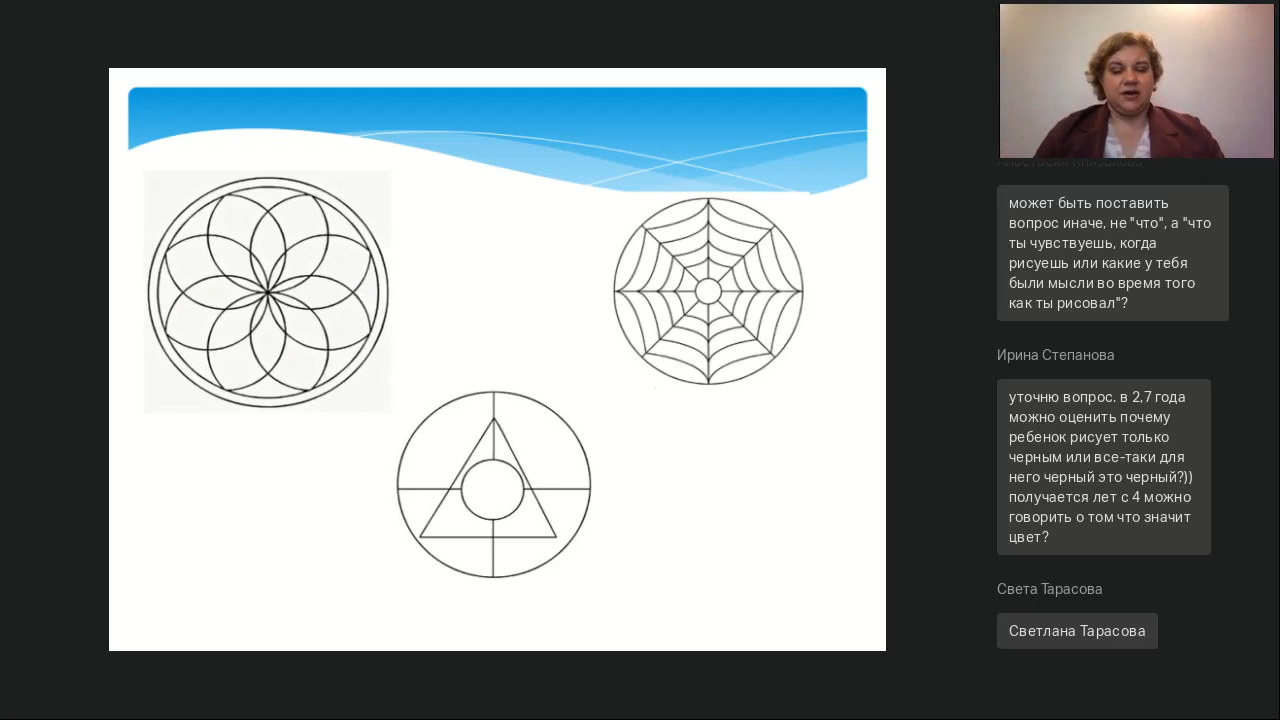 Анастасия Князькова
может быть поставить
вопрос иначе, не "что", а "что
ты чувствуешь, когда
рисуешь или какие у тебя
были мысли во время того
как ты рисовал"?
Ирина Степанова
уточню вопрос. в 2,7 года
можно оценить почему
ребенок рисует только
черным или все-таки для
него черный это черный?))
получается лет с 4 можно
говорить о том что значит
цвет?
Света Тарасова
Светлана Тарасова